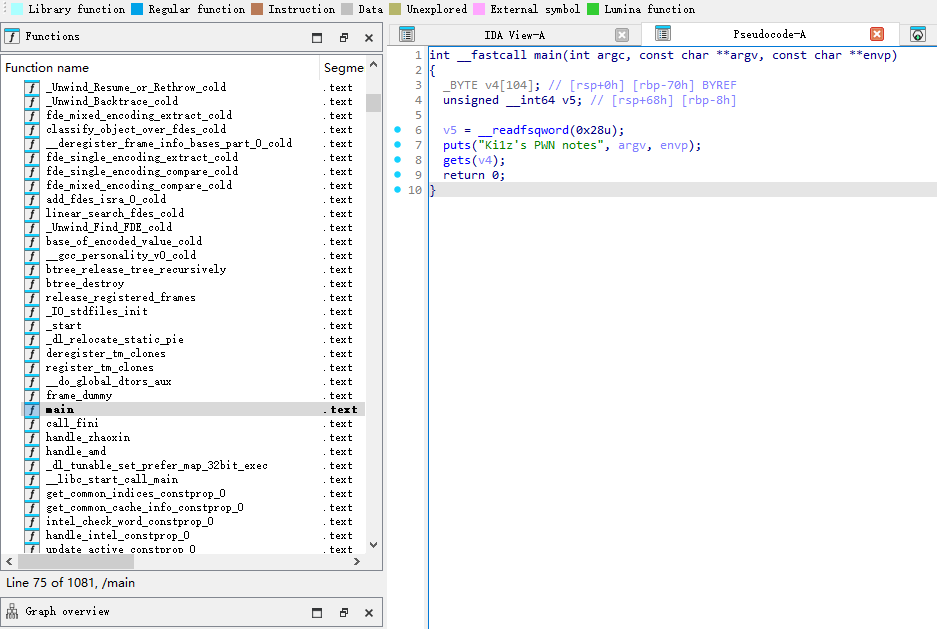 Library function Regular function Instruction Data Unexplored External symbol Lumina function
Functions
Function name Segme
f _Unwind_Resume_or_Rethrow_cold .text
f _Unwind_Backtrace_cold .text
f fde_mixed_encoding_extract_cold .text
f classify_object_over_fdes_cold .text
f __deregister_frame_info_bases_part_0_cold .text
f fde_single_encoding_extract_cold .text
f fde_single_encoding_compare_cold .text
f fde_mixed_encoding_compare_cold .text
f add_fdes_isra_0_cold .text
f linear_search_fdes_cold .text
f _Unwind_Find_FDE_cold .text
f base_of_encoded_value_cold .text
f __gcc_personality_v0_cold .text
f btree_release_tree_recursively .text
f btree_destroy .text
f release_registered_frames .text
f _IO_stdfiles_init .text
f _start .text
f _dl_relocate_static_pie .text
f deregister_tm_clones .text
f register_tm_clones .text
f __do_global_dtors_aux .text
f frame_dummy .text
f main .text
f call_fini .text
f handle_zhaoxin .text
f handle_amd .text
f _dl_tunable_set_prefer_map_32bit_exec .text
f __libc_start_call_main .text
f get_common_indices_constprop_0 .text
f get_common_cache_info_constprop_0 .text
f intel_check_word_constprop_0 .text
f handle_intel_constprop_0 .text
f update_active_constprop_0 .text
Line 75 of 1081, /main
Graph overview
IDA View-A Pseudocode-A
1 int __fastcall main(int argc, const char **argv, const char **envp)
2 {
3 _BYTE v4[104]; // [rsp+0h] [rbp-70h] BYREF
4 unsigned __int64 v5; // [rsp+68h] [rbp-8h]
5
6 v5 = __readfsqword(0x28u);
7 puts("Ki1z's PWN notes", argv, envp);
8 gets(v4);
9 return 0;
10 }